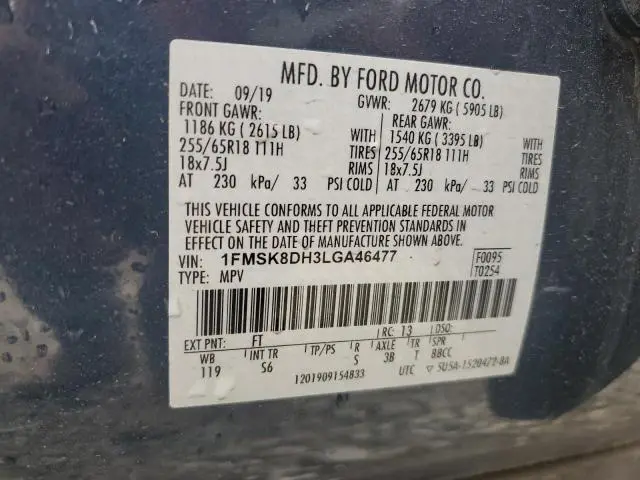 MFD. BY FORD MOTOR CO.
DATE: 09/19 GVWR: 2679 KG ( 5905 LB)
FRONT GAWR: REAR GAWR:
1186 KG ( 2615 LB) WITH 1540 KG ( 3395 LB) WITH
255/65R18 111H TIRES 255/65R18 111H TIRES
18x7.5J RIMS 18x7.5J RIMS
AT 230 kPa/ 33 PSI COLD AT 230 kPa/ 33 PSI COLD
THIS VEHICLE CONFORMS TO ALL APPLICABLE FEDERAL MOTOR
VEHICLE SAFETY AND THEFT PREVENTION STANDARDS IN
EFFECT ON THE DATE OF MANUFACTURE SHOWN ABOVE.
VIN: 1FMSK8DH3LGA46477 F0095
TYPE: MPV T0254
EXT PNT: FT RC: 13 DSO:
WB INT TR TP/PS R AXLE TR SPR
119 S6 S 3B T BBCC
1201909154833 UTC ▽ 5U5A-1520472-BA